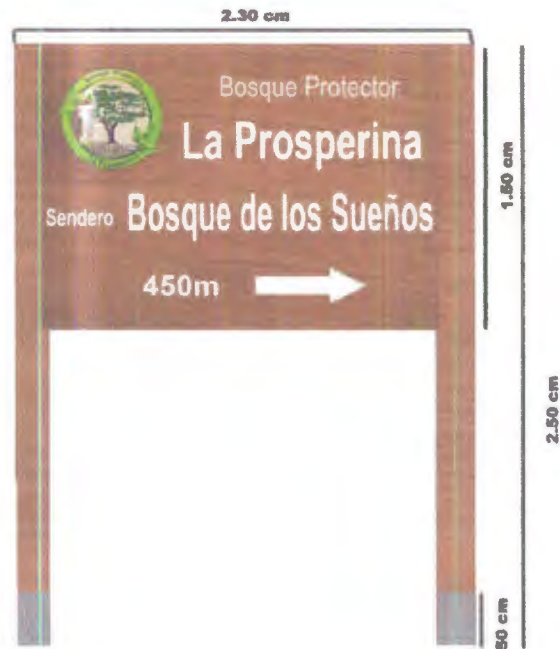 2.30 cm
Bosque Protector
La Prosperina
Sendero Bosque de los Sueños
450m
1.50 cm
2.50 cm
50 cm